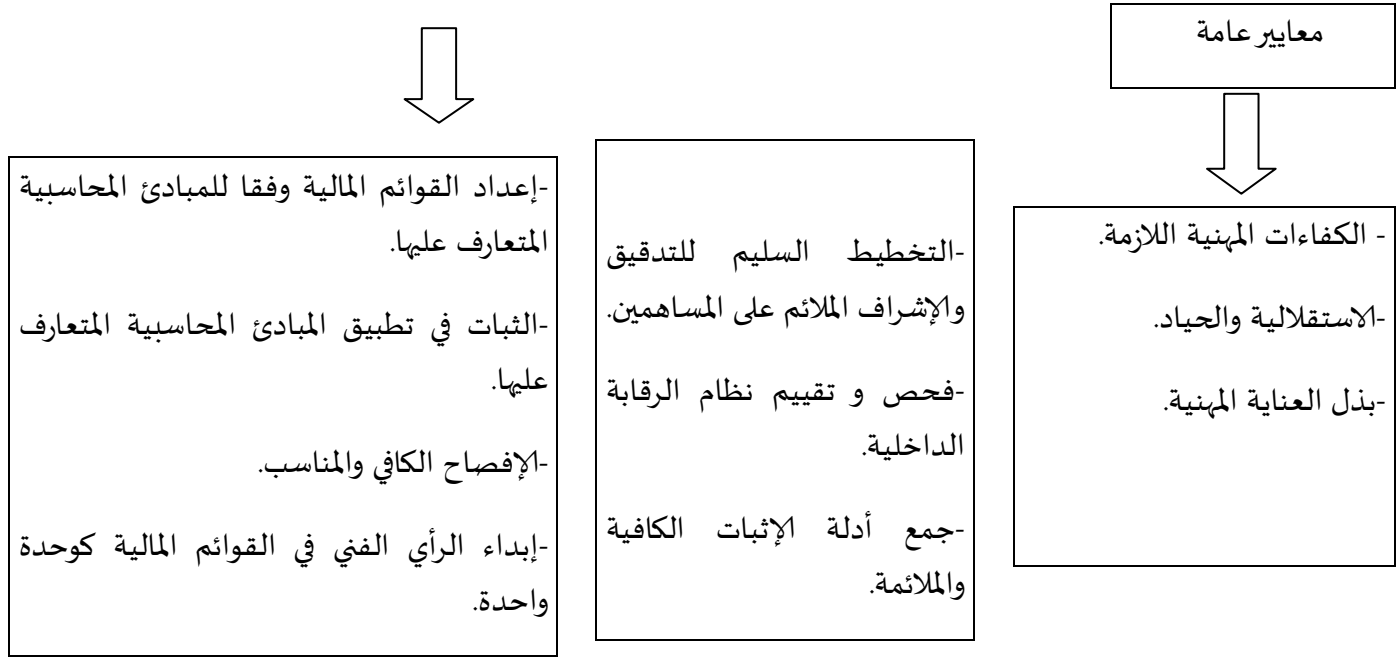 معايير عامة
- الكفاءات المهنية اللازمة.
-الاستقلالية والحياد.
-بذل العناية المهنية.
-التخطيط السليم للتدقيق
والإشراف الملائم على المساهمين.
-فحص و تقييم نظام الرقابة
الداخلية.
-جمع أدلة الإثبات الكافية
والملائمة.
-إعداد القوائم المالية وفقا للمبادئ المحاسبية
المتعارف عليها.
-الثبات في تطبيق المبادئ المحاسبية المتعارف
عليها.
-الإفصاح الكافي والمناسب.
-إبداء الرأي الفني في القوائم المالية كوحدة
واحدة.